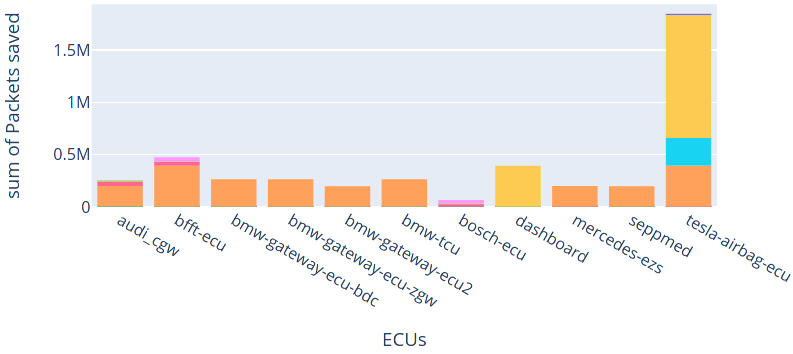 sum of Packets saved
1.5M
1M
0.5M
0
audi_cgw
bfft-ecu
bmw-gateway-ecu-bdc
bmw-gateway-ecu-zgw
bmw-gateway-ecu2
bmw-tcu
bosch-ecu
dashboard
mercedes-ezs
seppmed
tesla-airbag-ecu
ECUs